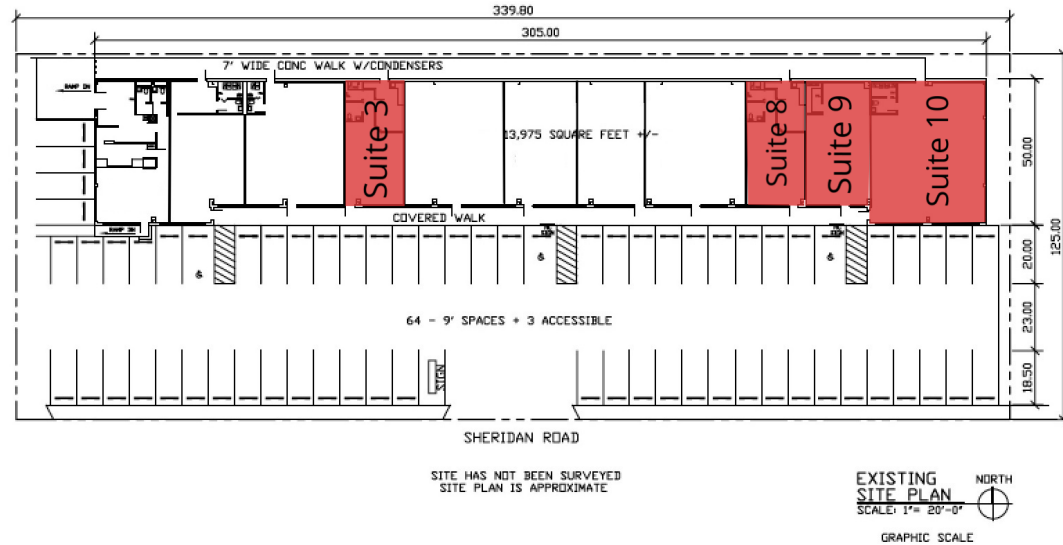 339.80
305.00
7' WIDE CONC WALK W/CONDENSERS
RAMP DN
Suite 3
13,975 SQUARE FEET +/-
Suite 8
Suite 9
Suite 10
50.00
125.00
COVERED WALK
RAMP DN
20.00
64 - 9' SPACES + 3 ACCESSIBLE
23.00
SIGN
18.50
SHERIDAN ROAD
SITE HAS NOT BEEN SURVEYED
SITE PLAN IS APPROXIMATE
EXISTING
SITE PLAN
SCALE: 1"= 20'-0"
NORTH
GRAPHIC SCALE